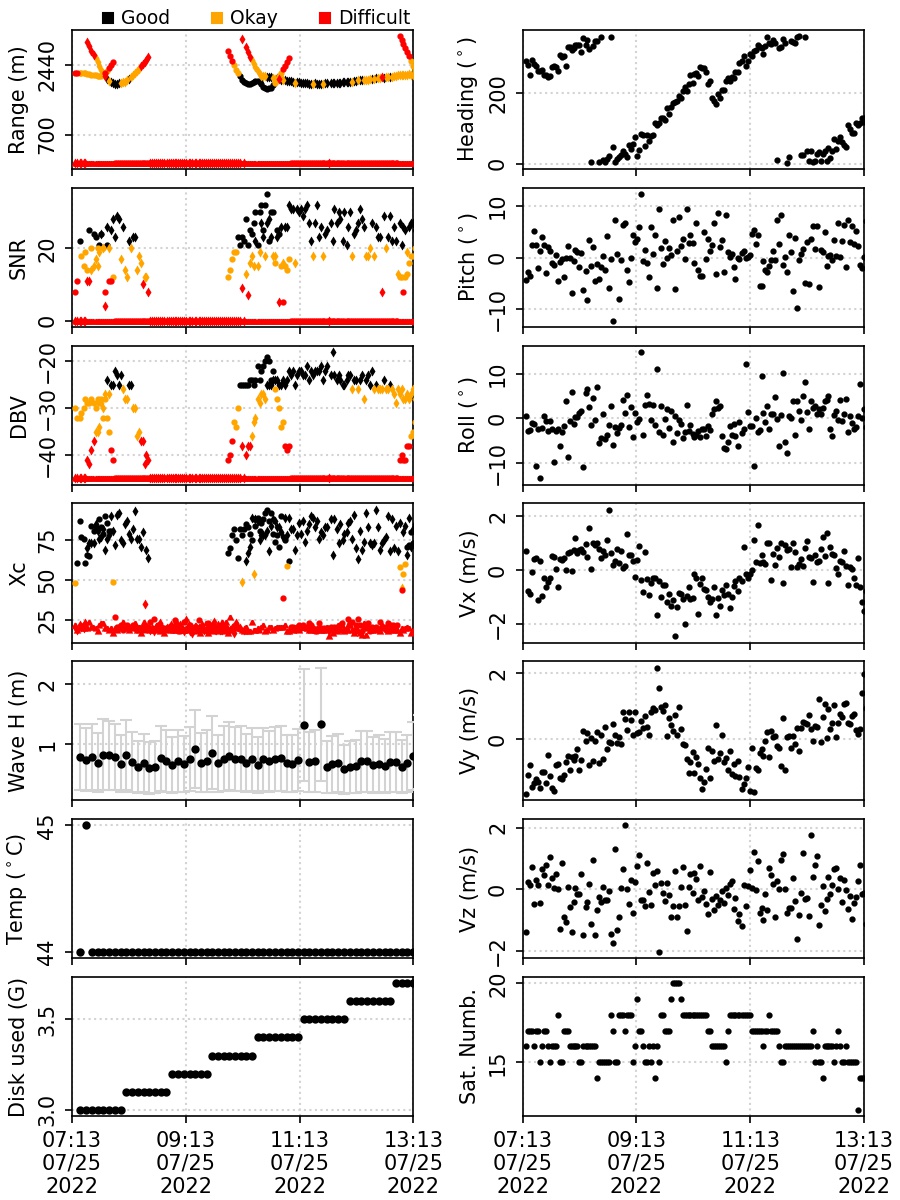 Good Okay Difficult
Range (m)
2440
700
Heading (°)
200
0
SNR
20
0
Pitch (°)
10
0
−10
DBV
−20
−30
−40
Roll (°)
10
0
−10
Xc
75
50
25
Vx (m/s)
2
0
−2
Wave H (m)
2
1
Vy (m/s)
2
0
Temp (°C)
45
44
Vz (m/s)
2
0
−2
Disk used (G)
3.5
3.0
Sat. Numb.
20
15
07:13 09:13 11:13 13:13
07/25 07/25 07/25 07/25
2022 2022 2022 2022
07:13 09:13 11:13 13:13
07/25 07/25 07/25 07/25
2022 2022 2022 2022